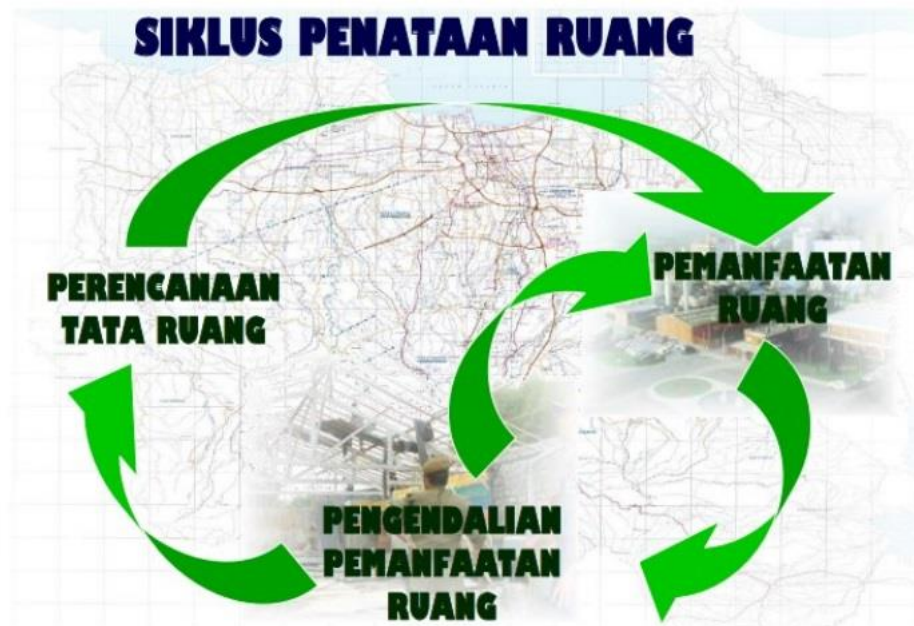 SIKLUS PENATAAN RUANG
PERENCANAAN
TATA RUANG
PEMANFAATAN
RUANG
PENGENDALIAN
PEMANFAATAN
RUANG